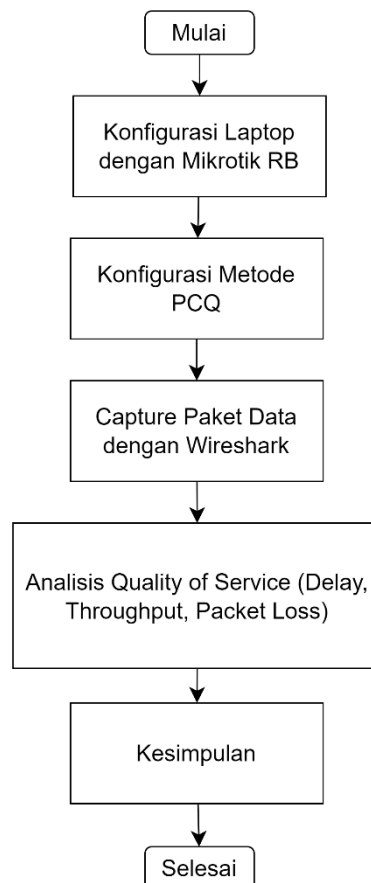 Mulai
Konfigurasi Laptop
dengan Mikrotik RB
Konfigurasi Metode
PCQ
Capture Paket Data
dengan Wireshark
Analisis Quality of Service (Delay,
Throughput, Packet Loss)
Kesimpulan
Selesai